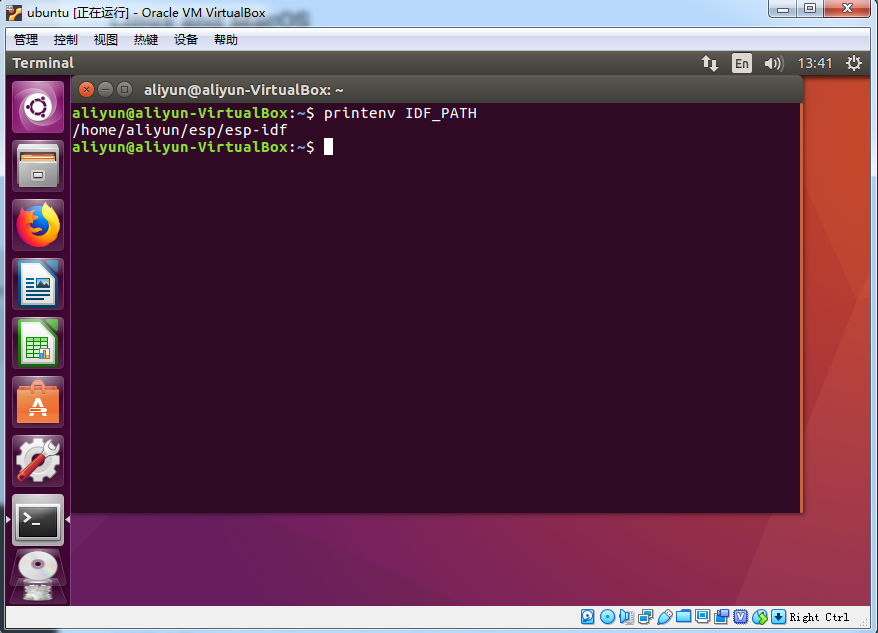 ubuntu [正在运行] - Oracle VM VirtualBox
管理 控制 视图 热键 设备 帮助
Terminal En 13:41
aliyun@aliyun-VirtualBox: ~
aliyun@aliyun-VirtualBox:~$ printenv IDF_PATH
/home/aliyun/esp/esp-idf
aliyun@aliyun-VirtualBox:~$
Right Ctrl